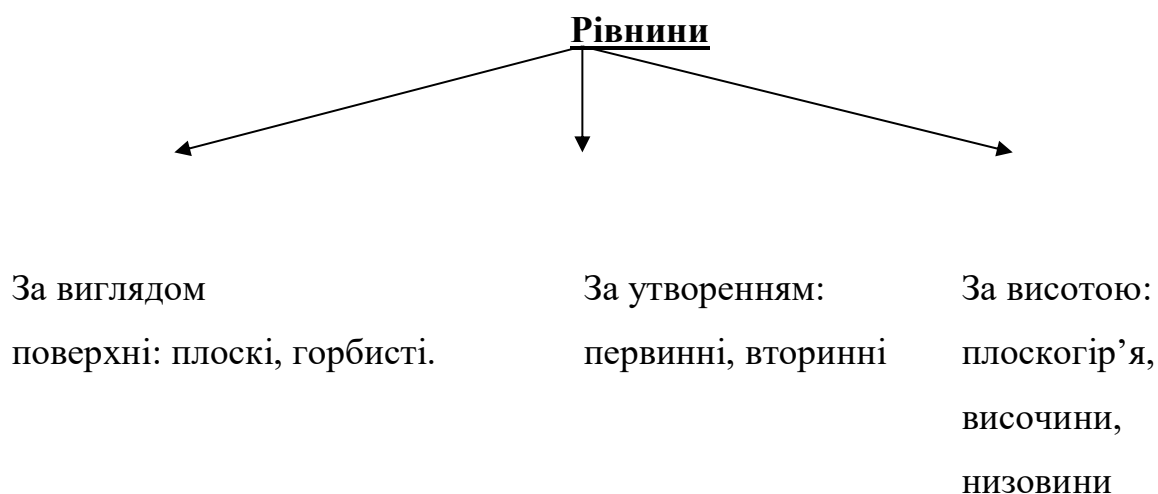 Рівнини
За виглядом
поверхні: плоскі, горбисті.
За утворенням:
первинні, вторинні
За висотою:
плоскогір’я,
височини,
низовини